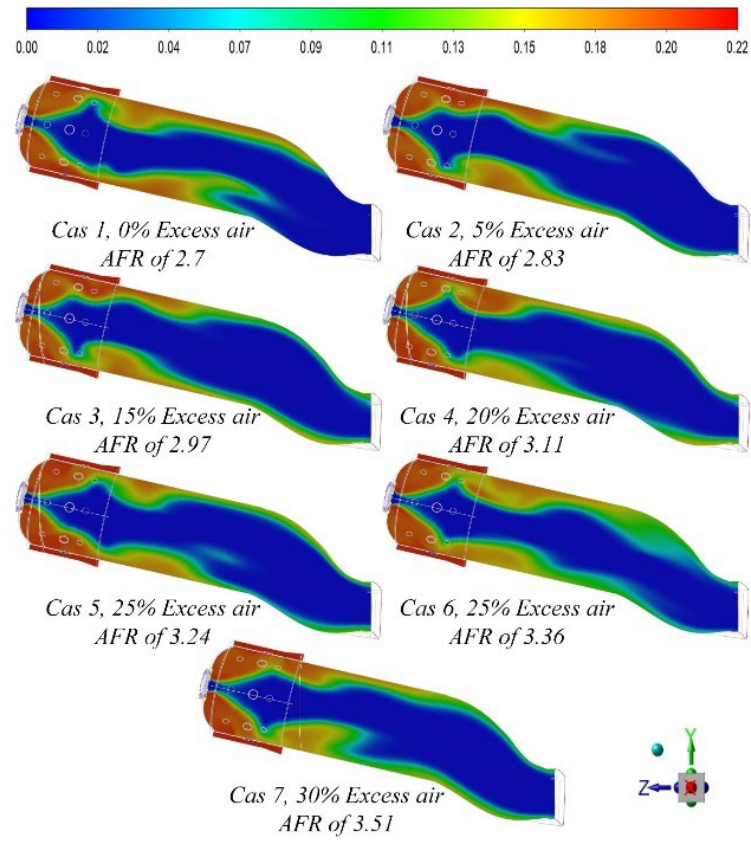 0.00 0.02 0.04 0.07 0.09 0.11 0.13 0.15 0.18 0.20 0.22
Cas 1, 0% Excess air
AFR of 2.7
Cas 2, 5% Excess air
AFR of 2.83
Cas 3, 15% Excess air
AFR of 2.97
Cas 4, 20% Excess air
AFR of 3.11
Cas 5, 25% Excess air
AFR of 3.24
Cas 6, 25% Excess air
AFR of 3.36
Cas 7, 30% Excess air
AFR of 3.51
Y
Z